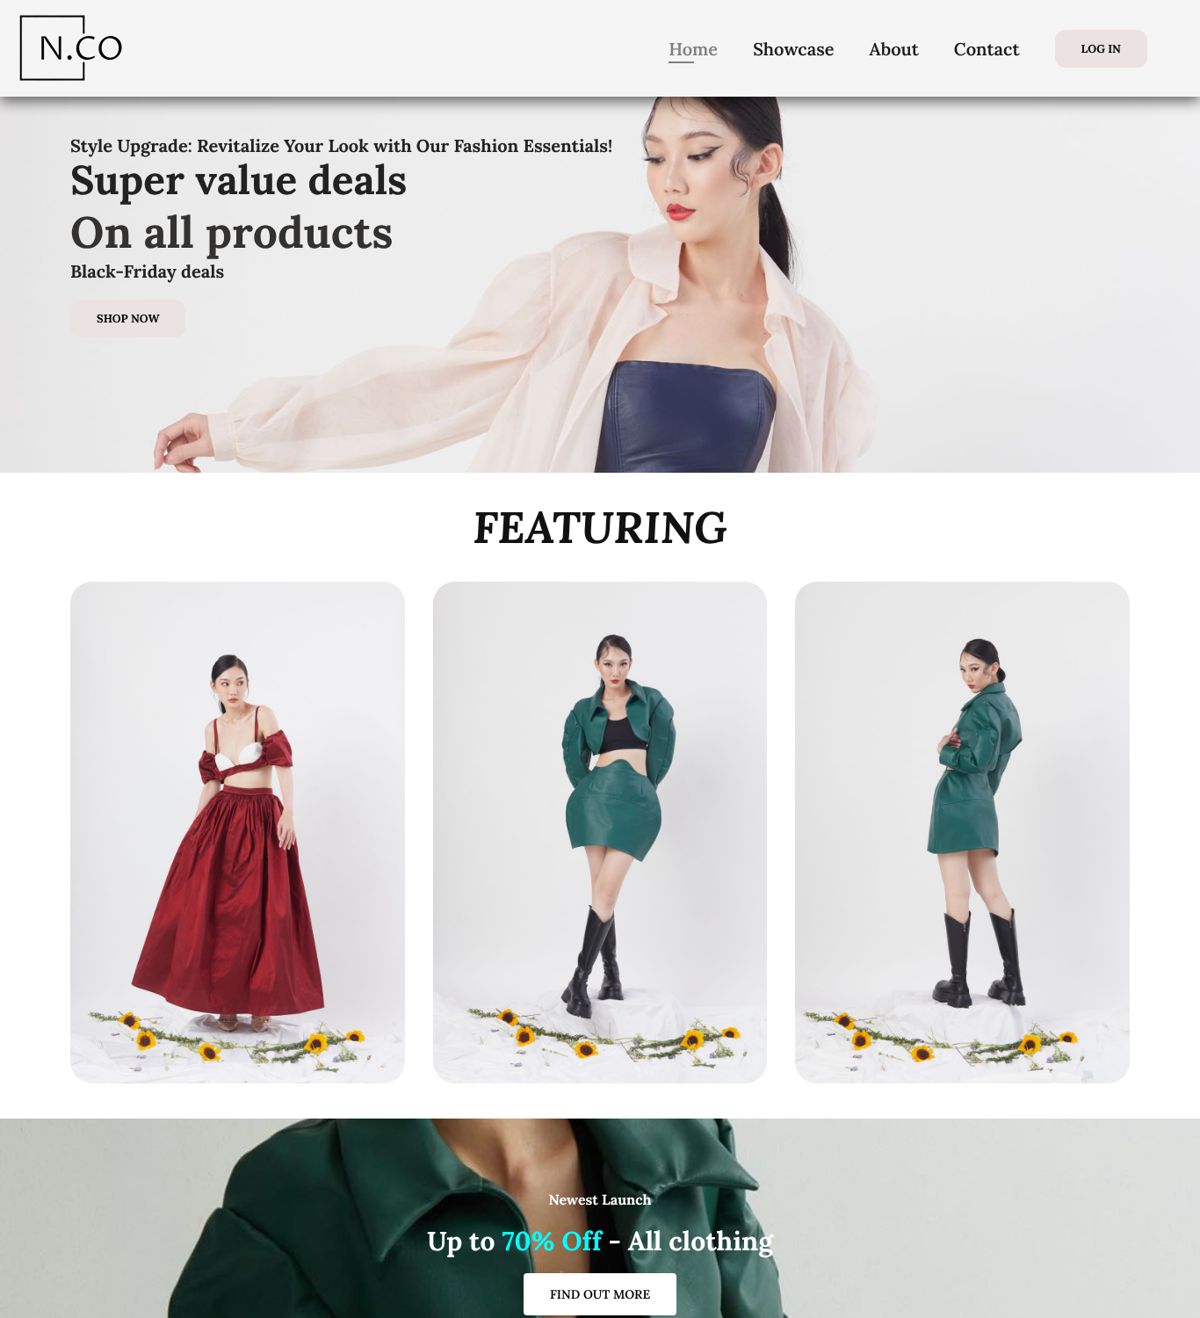 N.CO
Home Showcase About Contact LOG IN
Style Upgrade: Revitalize Your Look with Our Fashion Essentials!
Super value deals
On all products
Black-Friday deals
SHOP NOW
FEATURING
Newest Launch
Up to 70% Off - All clothing
FIND OUT MORE